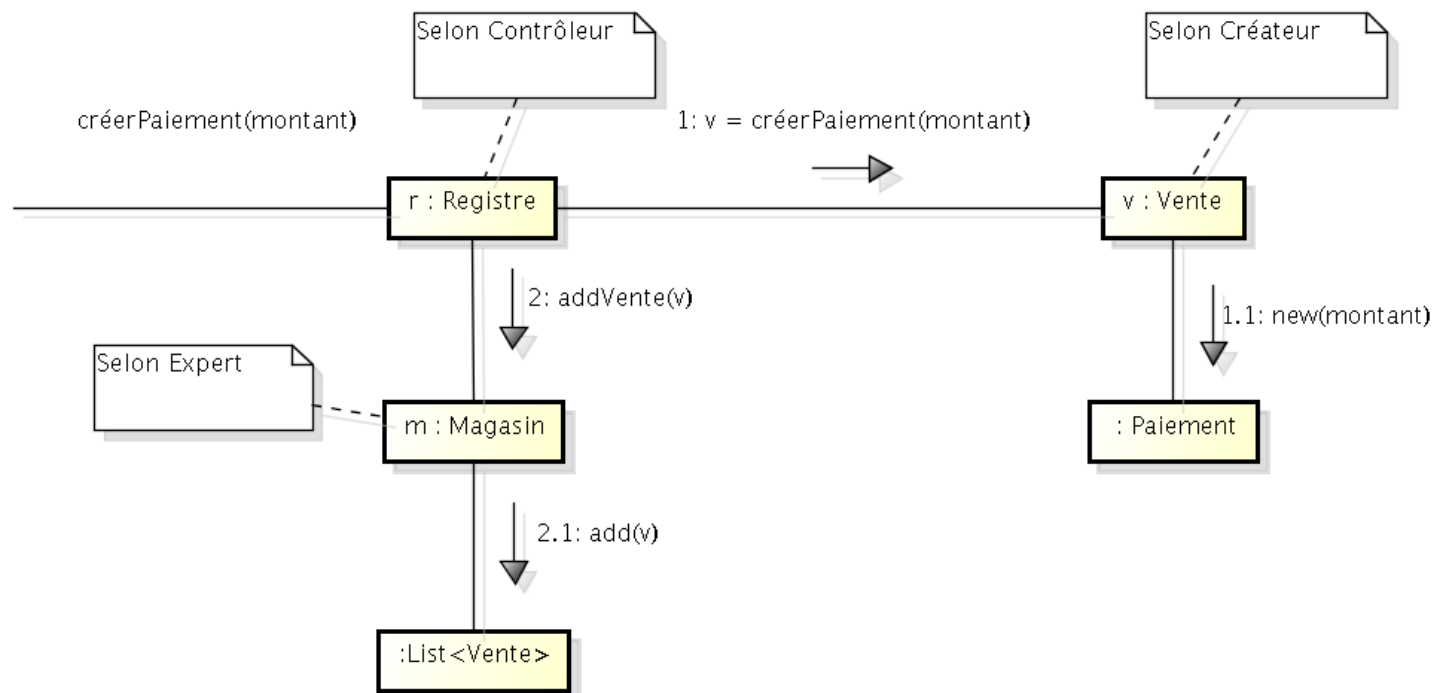 Selon Contrôleur
Selon Créateur
créerPaiement(montant)
1: v = créerPaiement(montant)
r : Registre
v : Vente
2: addVente(v)
1.1: new(montant)
Selon Expert
m : Magasin
: Paiement
2.1: add(v)
:List<Vente>